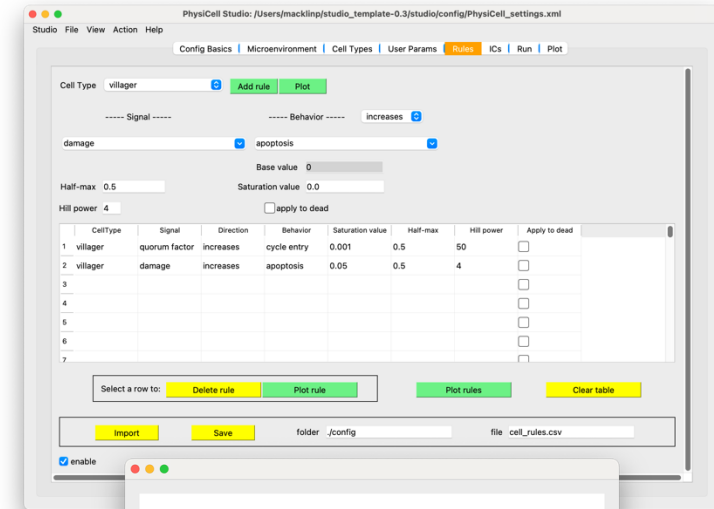 PhysiCell Studio: /Users/macklinp/studio_template-0.3/studio/config/PhysiCell_settings.xml
Studio File View Action Help
Config Basics | Microenvironment | Cell Types | User Params | Rules | ICs | Run | Plot
Cell Type villager Add rule Plot
----- Signal ----- ----- Behavior ----- increases
damage apoptosis
Base value 0
Half-max 0.5 Saturation value 0.0
Hill power 4 apply to dead
CellType Signal Direction Behavior Saturation value Half-max Hill power Apply to dead
1 villager quorum factor increases cycle entry 0.001 0.5 50
2 villager damage increases apoptosis 0.05 0.5 4
3
4
5
6
7
Select a row to: Delete rule Plot rule Plot rules Clear table
Import Save folder ./config file cell_rules.csv
enable